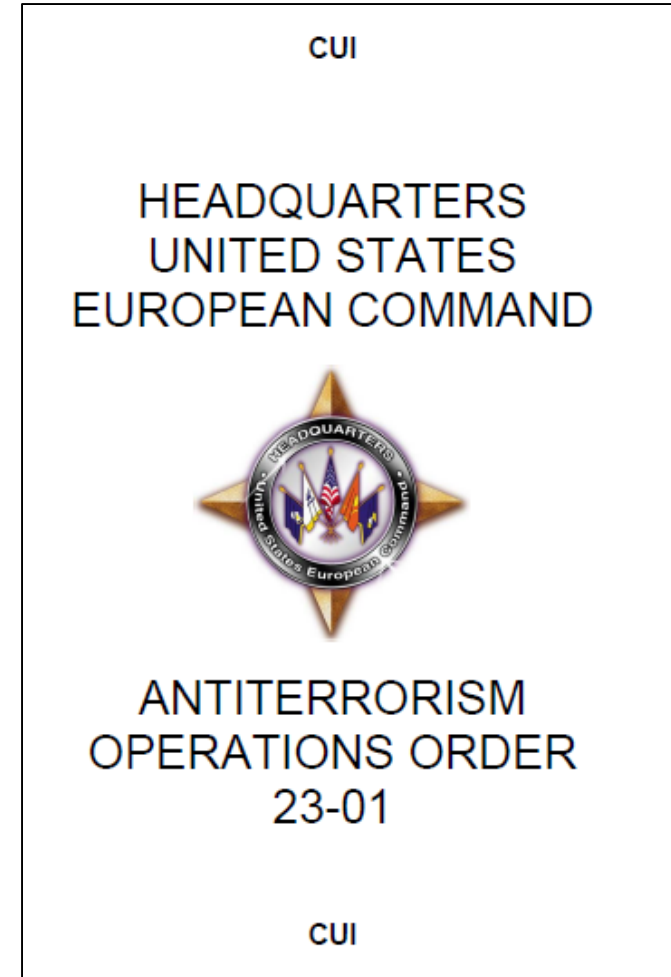 CUI
HEADQUARTERS
UNITED STATES
EUROPEAN COMMAND
HEADQUARTERS
United States European Command
ANTITERRORISM
OPERATIONS ORDER
23-01
CUI